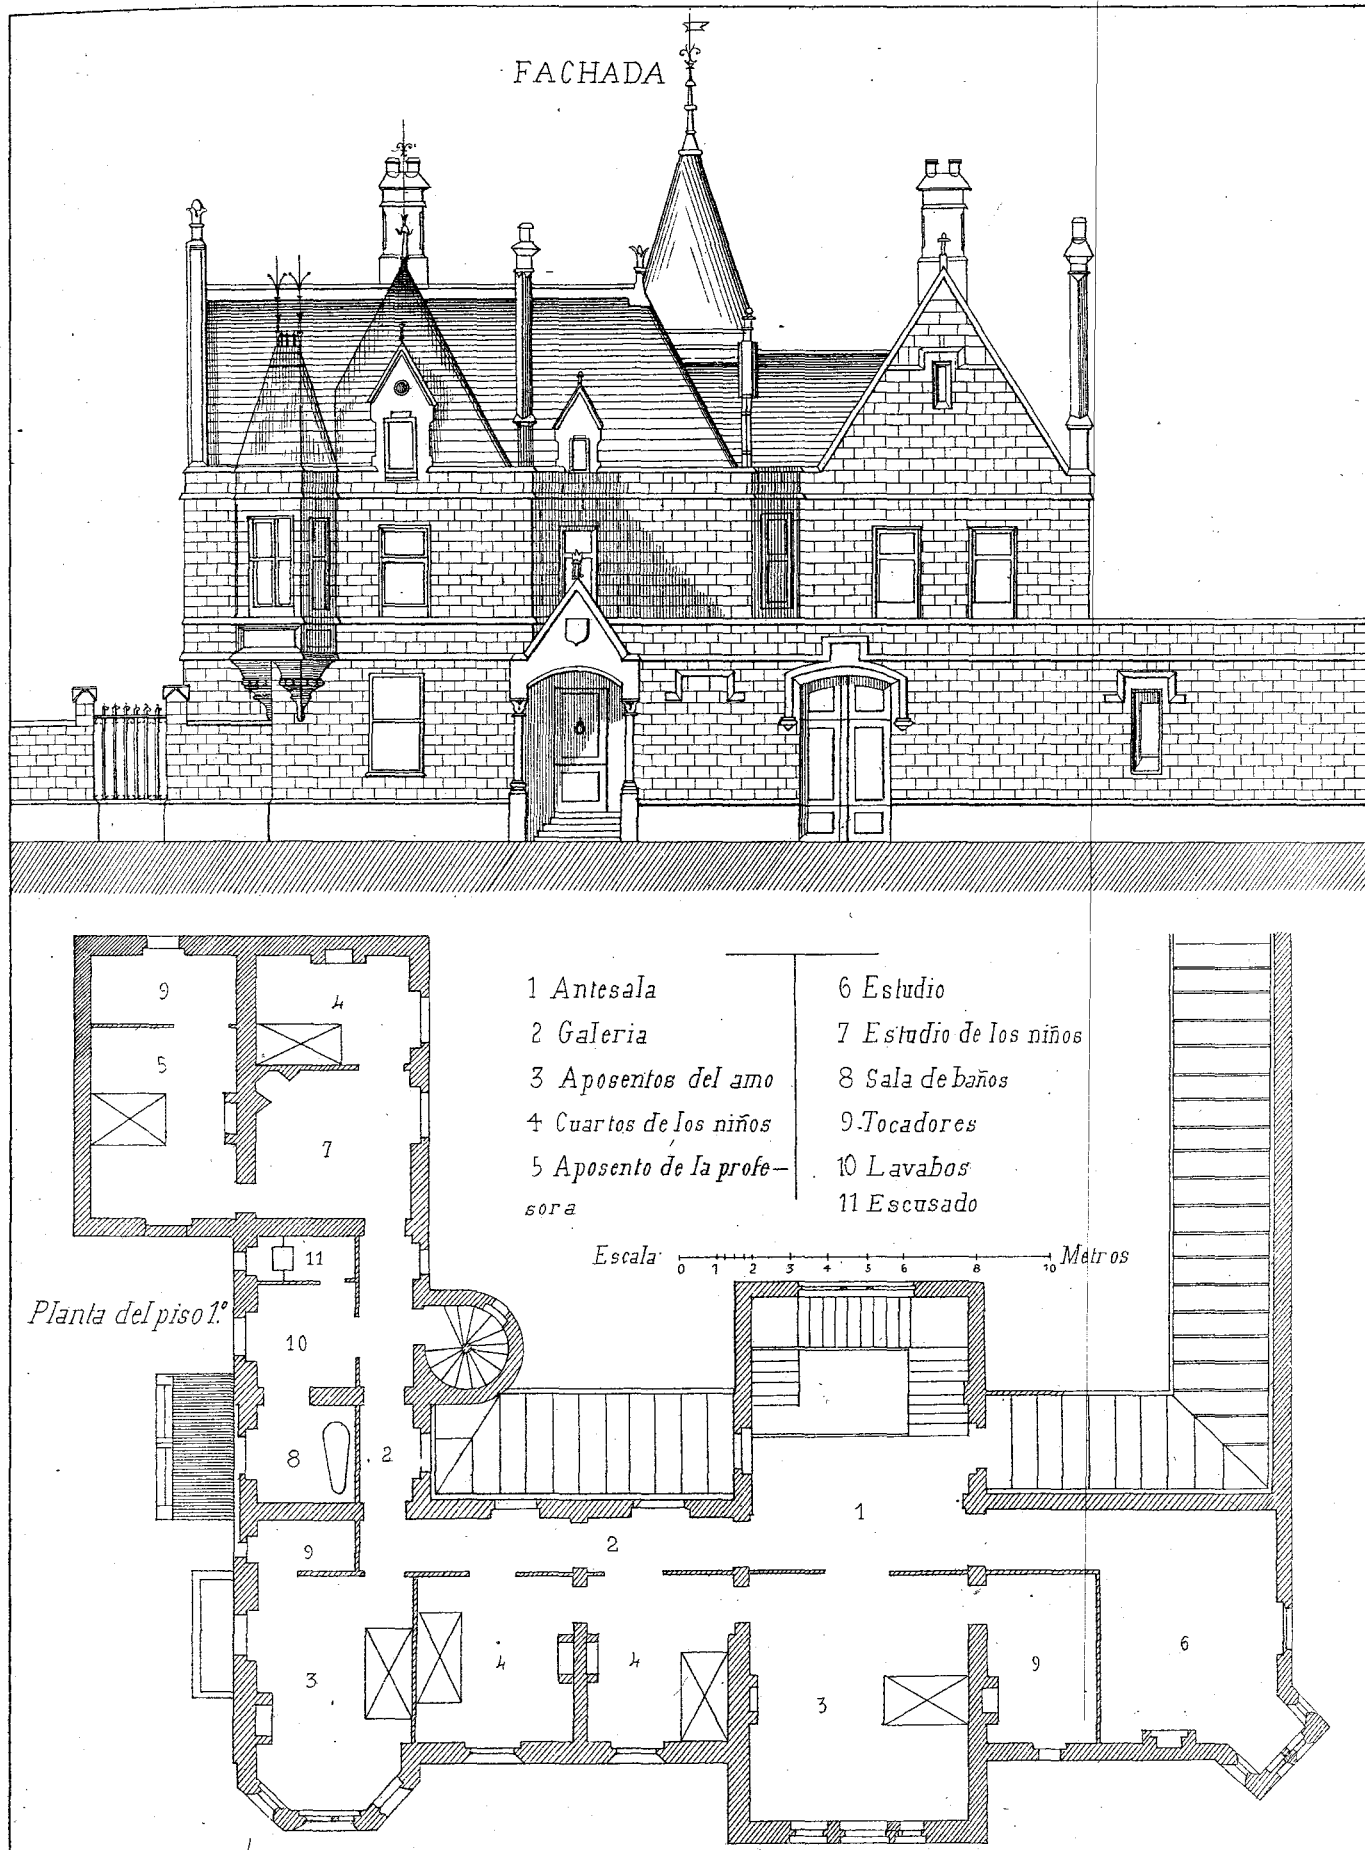 FACHADA
1 Antesala
2 Galeria
3 Aposentos del amo
4 Cuartos de los niños
5 Aposento de la profe-
sora
6 Estudio
7 Estudio de los niños
8 Sala de baños
9.Tocadores
10 Lavabos
11 Escusado
Escala 0 1 2 3 4 5 6 8 10 Metros
Planta del piso 1.º
9
4
5
7
11
10
8
2
9
2
1
3
4
4
3
9
6